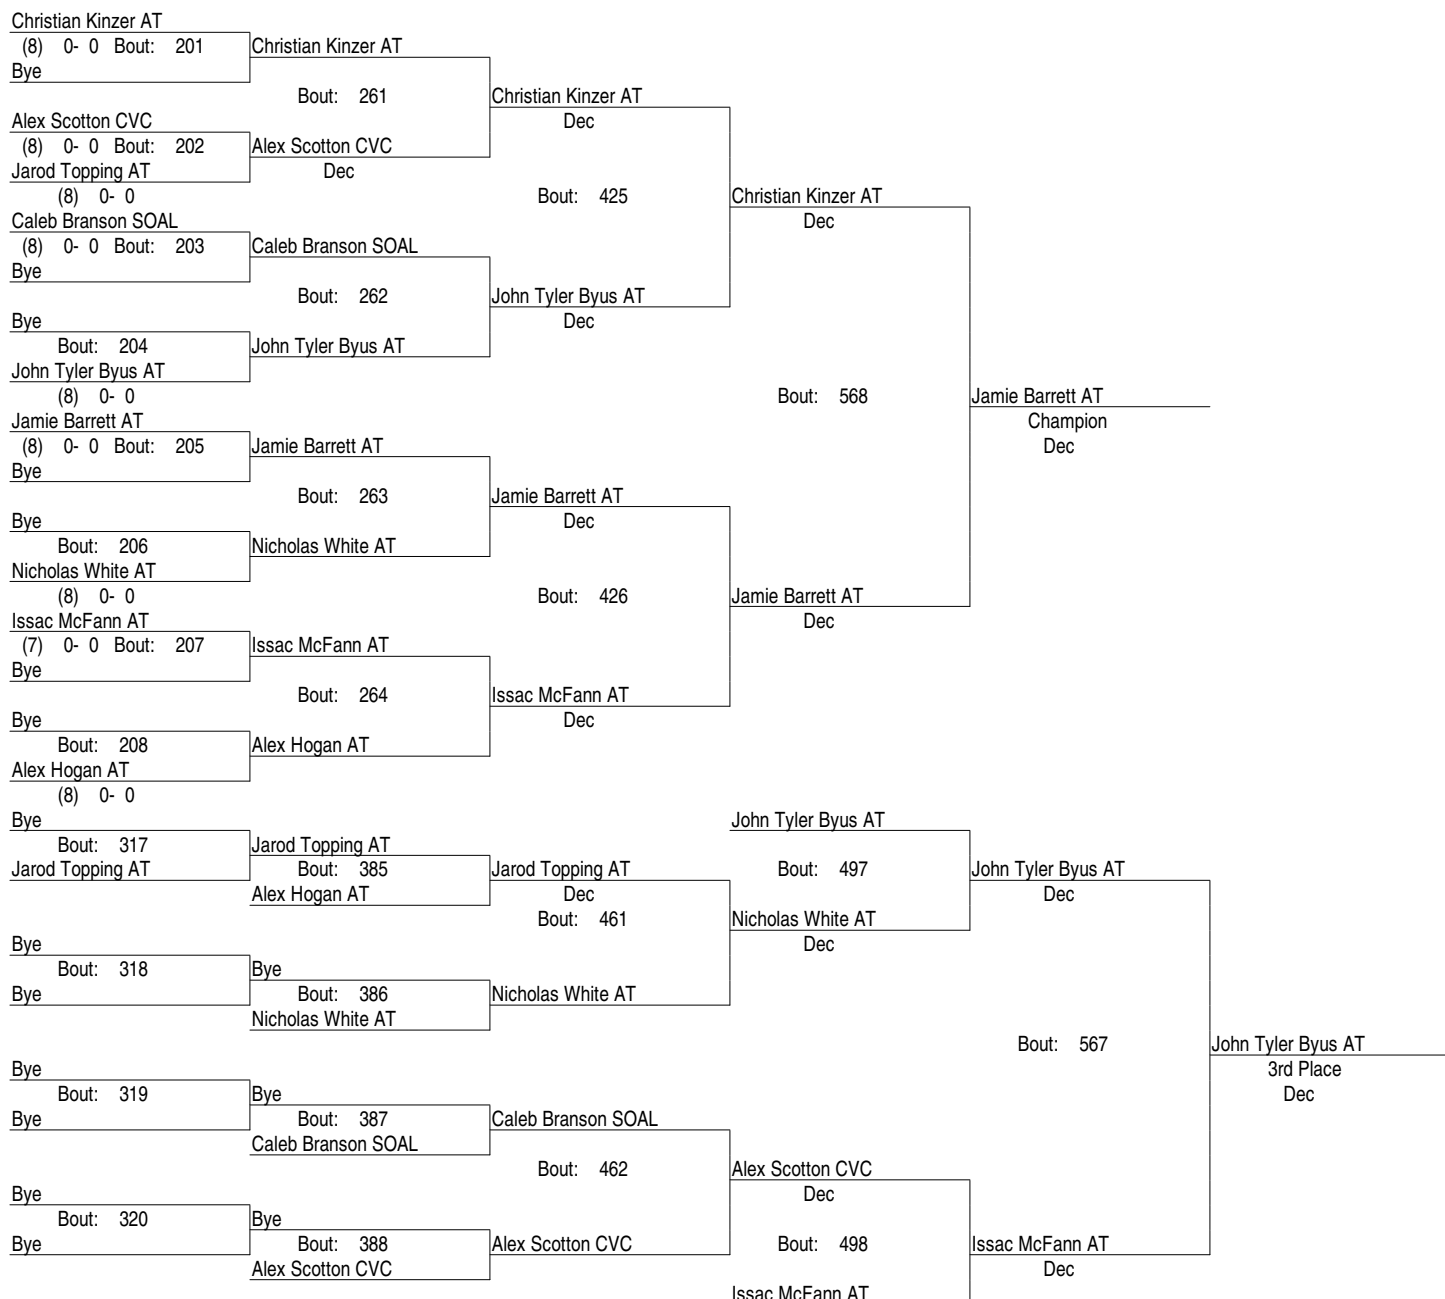 Christian Kinzer AT
(8) 0- 0 Bout: 201 Christian Kinzer AT
Bye
Bout: 261 Christian Kinzer AT
Alex Scotton CVC Dec
(8) 0- 0 Bout: 202 Alex Scotton CVC
Jarod Topping AT Dec
(8) 0- 0 Bout: 425 Christian Kinzer AT
Caleb Branson SOAL Dec
(8) 0- 0 Bout: 203 Caleb Branson SOAL
Bye
Bout: 262 John Tyler Byus AT
Bye Dec
Bout: 204 John Tyler Byus AT
John Tyler Byus AT
(8) 0- 0 Bout: 568 Jamie Barrett AT
Jamie Barrett AT Champion
(8) 0- 0 Bout: 205 Jamie Barrett AT Dec
Bye
Bout: 263 Jamie Barrett AT
Bye Dec
Bout: 206 Nicholas White AT
Nicholas White AT
(8) 0- 0 Bout: 426 Jamie Barrett AT
Issac McFann AT Dec
(7) 0- 0 Bout: 207 Issac McFann AT
Bye
Bout: 264 Issac McFann AT
Bye Dec
Bout: 208 Alex Hogan AT
Alex Hogan AT
(8) 0- 0
Bye John Tyler Byus AT
Bout: 317 Jarod Topping AT
Jarod Topping AT Bout: 385 Jarod Topping AT Bout: 497 John Tyler Byus AT
Alex Hogan AT Dec Dec
Bout: 461 Nicholas White AT
Bye Dec
Bout: 318 Bye
Bye Bout: 386 Nicholas White AT
Nicholas White AT
Bout: 567 John Tyler Byus AT
Bye 3rd Place
Bout: 319 Bye Dec
Bye Bout: 387 Caleb Branson SOAL
Caleb Branson SOAL
Bout: 462 Alex Scotton CVC
Bye Dec
Bout: 320 Bye
Bye Bout: 388 Alex Scotton CVC Bout: 498 Issac McFann AT
Alex Scotton CVC Dec
Issac McFann AT